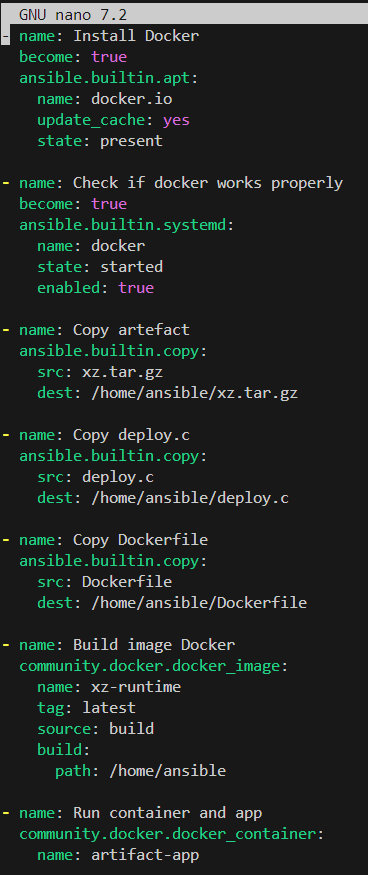 GNU nano 7.2
- name: Install Docker
  become: true
  ansible.builtin.apt:
    name: docker.io
    update_cache: yes
    state: present

- name: Check if docker works properly
  become: true
  ansible.builtin.systemd:
    name: docker
    state: started
    enabled: true

- name: Copy artefact
  ansible.builtin.copy:
    src: xz.tar.gz
    dest: /home/ansible/xz.tar.gz

- name: Copy deploy.c
  ansible.builtin.copy:
    src: deploy.c
    dest: /home/ansible/deploy.c

- name: Copy Dockerfile
  ansible.builtin.copy:
    src: Dockerfile
    dest: /home/ansible/Dockerfile

- name: Build image Docker
  community.docker.docker_image:
    name: xz-runtime
    tag: latest
    source: build
    build:
      path: /home/ansible

- name: Run container and app
  community.docker.docker_container:
    name: artifact-app